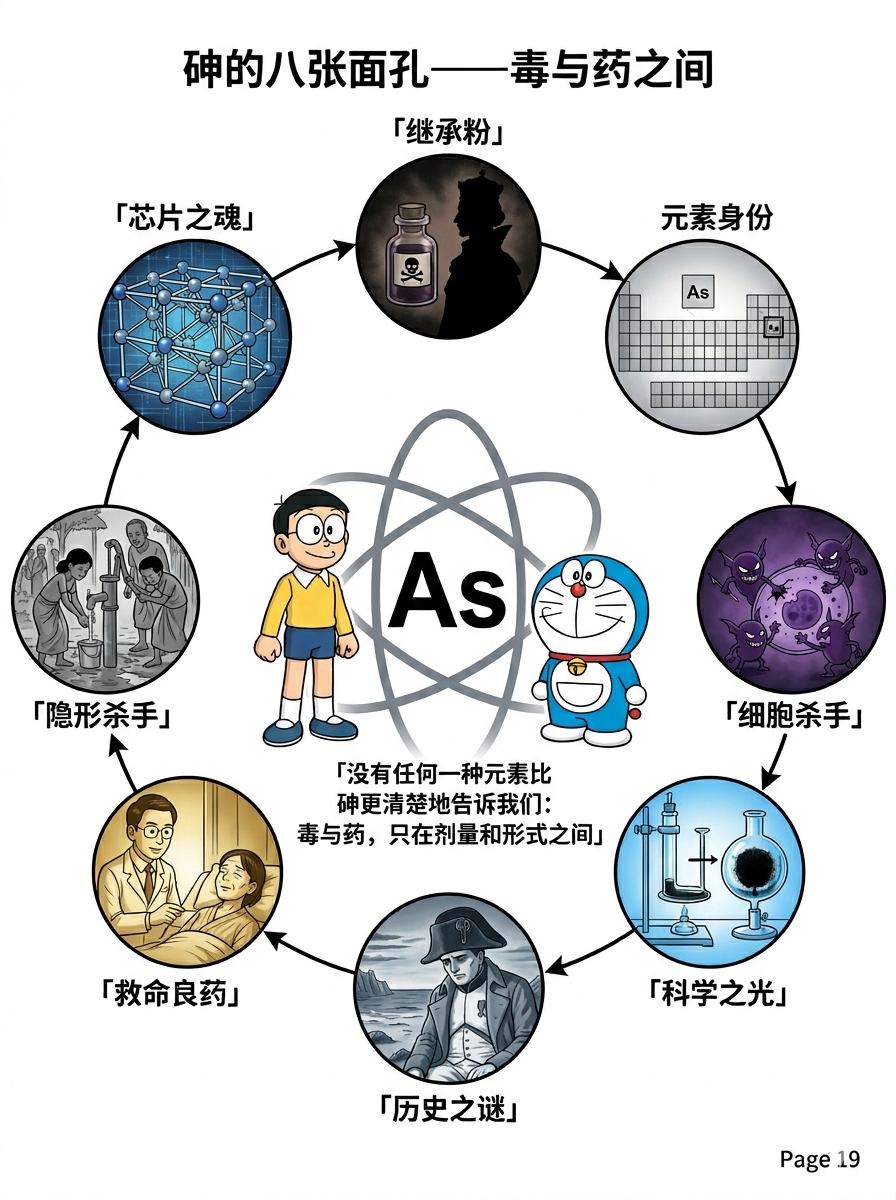 砷的八张面孔——毒与药之间
「继承粉」
「芯片之魂」
元素身份
As
As
「隐形杀手」
「细胞杀手」
「没有任何一种元素比
砷更清楚地告诉我们：
毒与药，只在剂量和形式之间」
「救命良药」
「科学之光」
「历史之谜」
Page 19